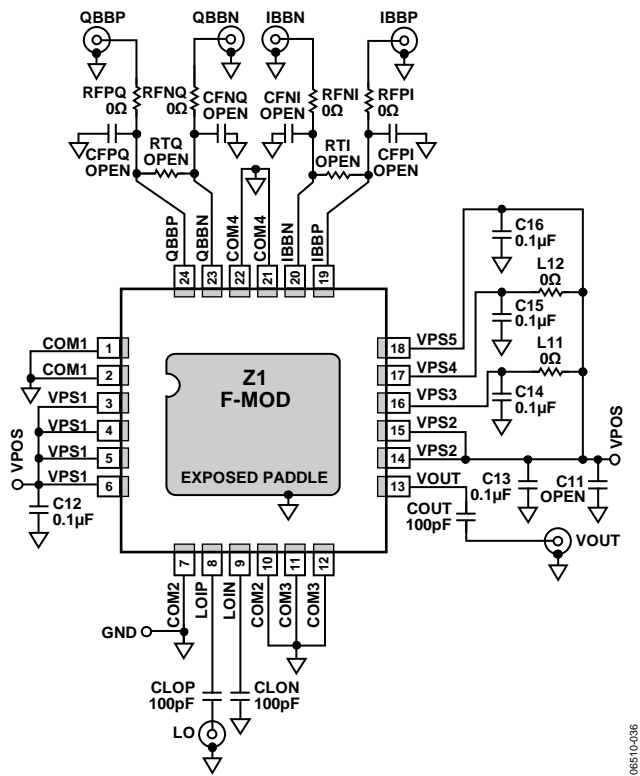 QBBP QBBN IBBN IBBP
RFPQ 0Ω RFNQ 0Ω RFNI 0Ω RFPI 0Ω
CFPQ OPEN CFNQ OPEN CFNI OPEN CFPI OPEN
RTQ OPEN RTI OPEN
QBBP QBBN COM4 COM4 IBBN IBBP
24 23 22 21 20 19
C16 0.1µF
L12 0Ω
C15 0.1µF
L11 0Ω
C14 0.1µF
COM1 1
COM1 2
VPS1 3
VPS1 4
VPS1 5
VPS1 6
VPOS
C12 0.1µF
Z1
F-MOD
EXPOSED PADDLE
18 VPS5
17 VPS4
16 VPS3
15 VPS2
14 VPS2
13 VOUT
VPOS
C13 0.1µF
C11 OPEN
COUT 100pF
VOUT
7 8 9 10 11 12
COM2 LOIP LOIN COM2 COM3 COM3
GND
CLOP 100pF
CLON 100pF
LO
06510-036